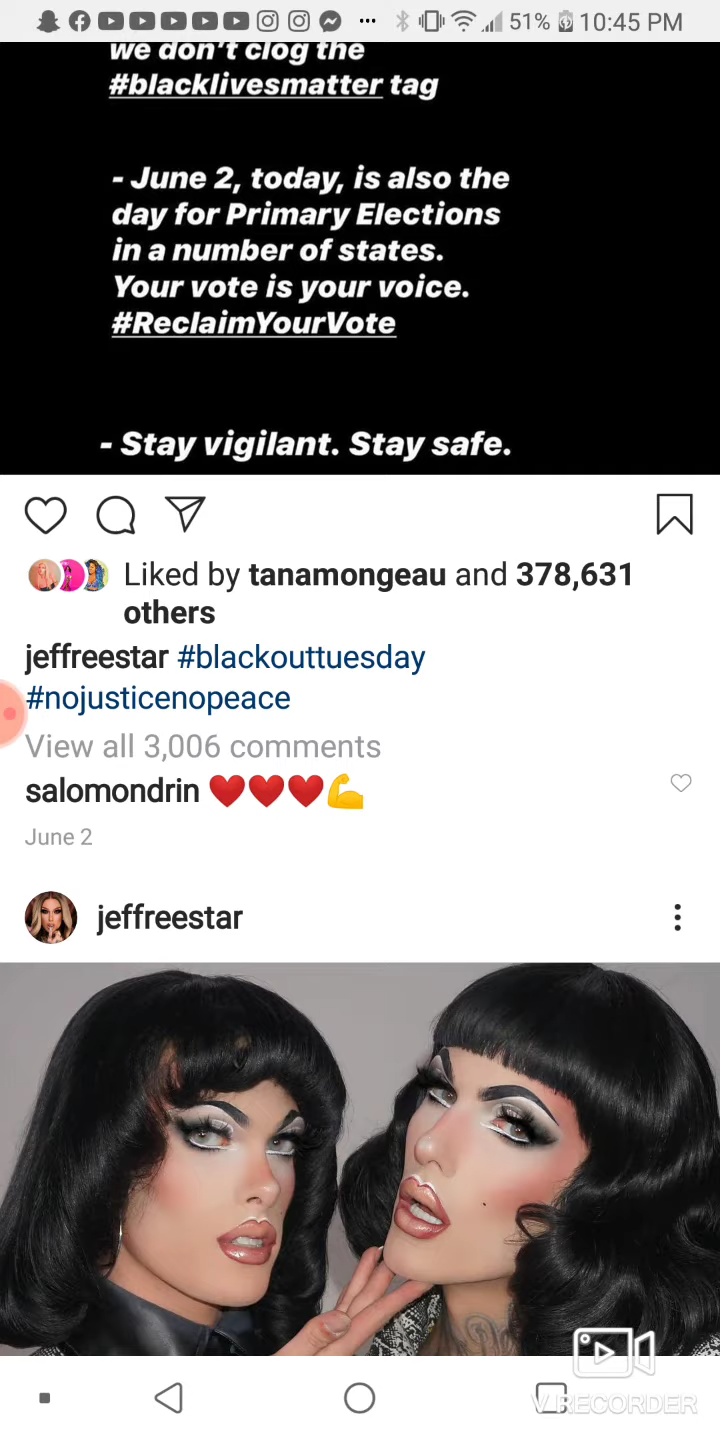 51% 10:45 PM
we don't clog the
#blacklivesmatter tag
- June 2, today, is also the
day for Primary Elections
in a number of states.
Your vote is your voice.
#ReclaimYourVote
- Stay vigilant. Stay safe.
Liked by tanamongeau and 378,631
others
jeffreestar #blackouttuesday
#nojusticenopeace
View all 3,006 comments
salomondrin ❤️❤️❤️💪
June 2
jeffreestar
V RECORDER